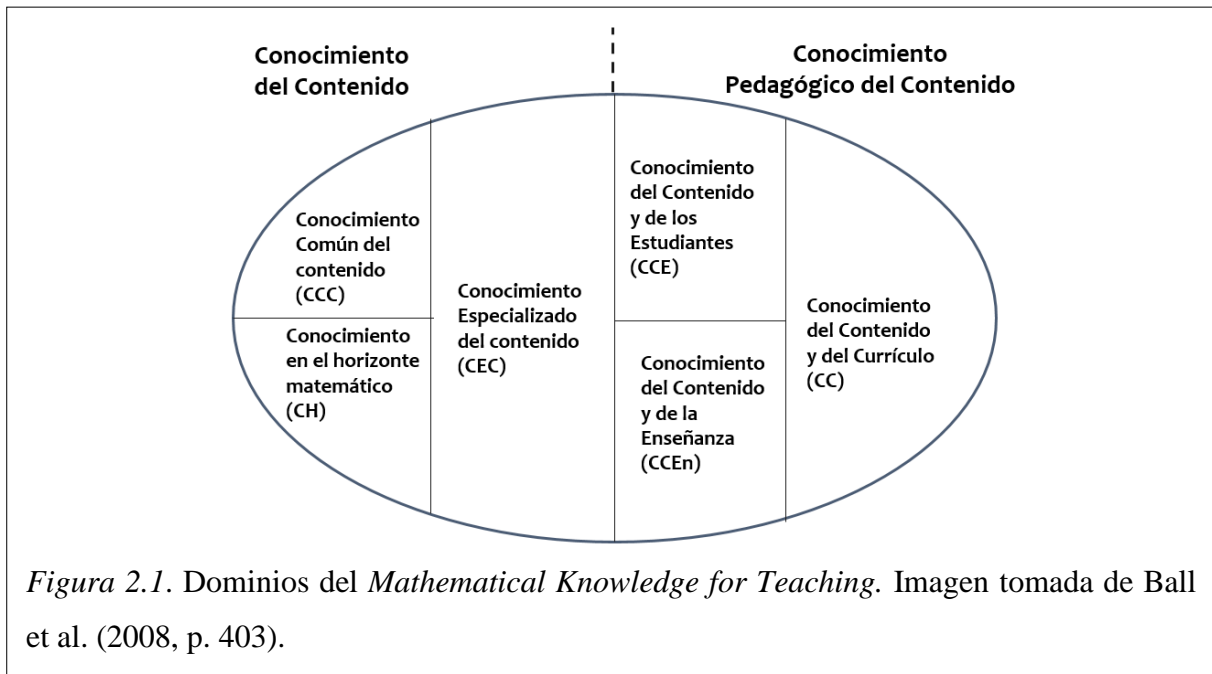 Conocimiento
del Contenido
Conocimiento
Pedagógico del Contenido
Conocimiento
Común del
contenido
(CCC)
Conocimiento
en el horizonte
matemático
(CH)
Conocimiento
Especializado
del contenido
(CEC)
Conocimiento
del Contenido
y de los
Estudiantes
(CCE)
Conocimiento
del Contenido
y de la
Enseñanza
(CCEn)
Conocimiento
del Contenido
y del Currículo
(CC)
Figura 2.1. Dominios del Mathematical Knowledge for Teaching. Imagen tomada de Ball
et al. (2008, p. 403).